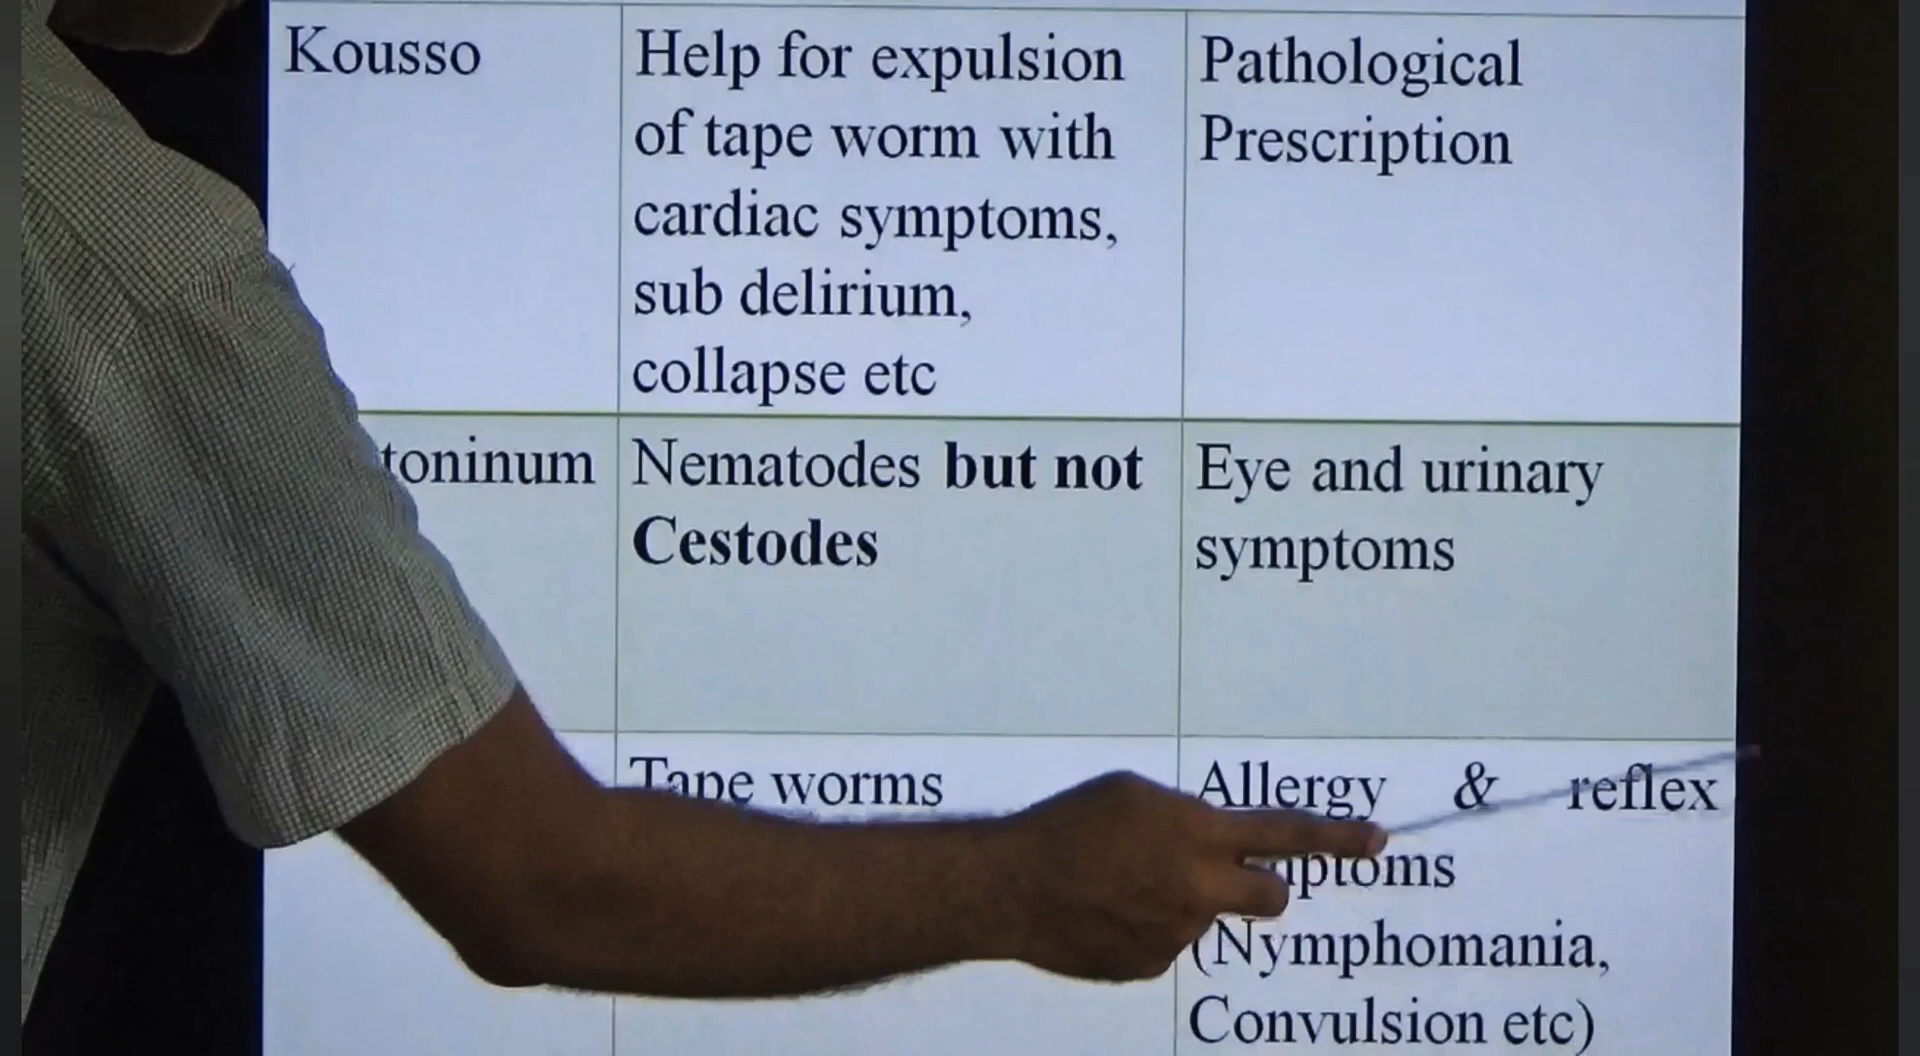 Kousso
Help for expulsion
of tape worm with
cardiac symptoms,
sub delirium,
collapse etc
Pathological
Prescription
toninum
Nematodes but not
Cestodes
Eye and urinary
symptoms
Tape worms
Allergy & reflex
mptoms
(Nymphomania,
Convulsion etc)